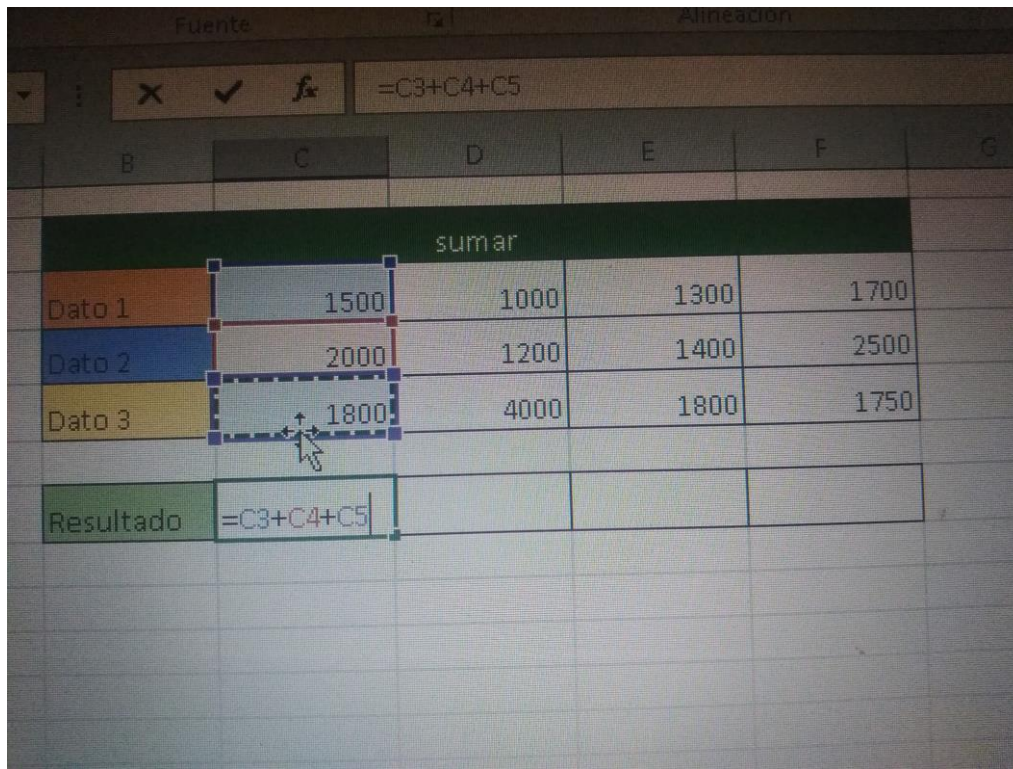 Fuente Alineación
fx =C3+C4+C5
B C D E F G
sumar
Dato 1 1500 1000 1300 1700
Dato 2 2000 1200 1400 2500
Dato 3 1800 4000 1800 1750
Resultado =C3+C4+C5